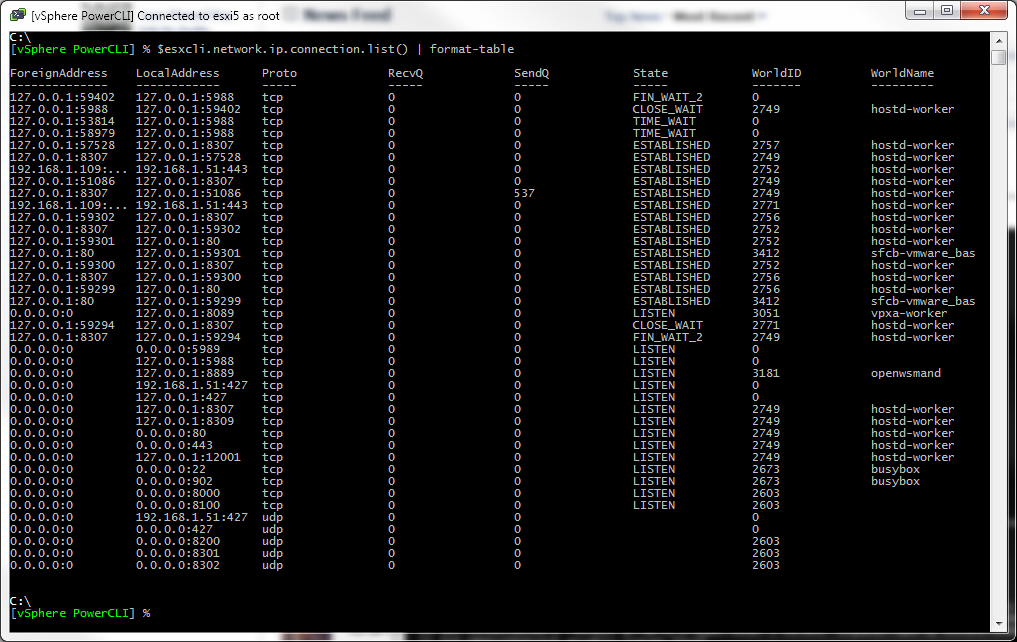 [vSphere PowerCLI] Connected to esxi5 as root
C:\
[vSphere PowerCLI] % $esxcli.network.ip.connection.list() | format-table
ForeignAddress LocalAddress Proto RecvQ SendQ State WorldID WorldName
-------------- ------------ ----- ----- ----- ----- ------- ---------
127.0.0.1:59402 127.0.0.1:5988 tcp 0 0 FIN_WAIT_2 0
127.0.0.1:5988 127.0.0.1:59402 tcp 0 0 CLOSE_WAIT 2749 hostd-worker
127.0.0.1:53814 127.0.0.1:5988 tcp 0 0 TIME_WAIT 0
127.0.0.1:58979 127.0.0.1:5988 tcp 0 0 TIME_WAIT 0
127.0.0.1:57528 127.0.0.1:8307 tcp 0 0 ESTABLISHED 2757 hostd-worker
127.0.0.1:8307 127.0.0.1:57528 tcp 0 0 ESTABLISHED 2749 hostd-worker
192.168.1.109:... 192.168.1.51:443 tcp 0 0 ESTABLISHED 2752 hostd-worker
127.0.0.1:51086 127.0.0.1:8307 tcp 0 0 ESTABLISHED 2749 hostd-worker
127.0.0.1:8307 127.0.0.1:51086 tcp 0 537 ESTABLISHED 2749 hostd-worker
192.168.1.109:... 192.168.1.51:443 tcp 0 0 ESTABLISHED 2771 hostd-worker
127.0.0.1:59302 127.0.0.1:8307 tcp 0 0 ESTABLISHED 2756 hostd-worker
127.0.0.1:8307 127.0.0.1:59302 tcp 0 0 ESTABLISHED 2752 hostd-worker
127.0.0.1:59301 127.0.0.1:80 tcp 0 0 ESTABLISHED 2752 hostd-worker
127.0.0.1:80 127.0.0.1:59301 tcp 0 0 ESTABLISHED 3412 sfcb-vmware_bas
127.0.0.1:59300 127.0.0.1:8307 tcp 0 0 ESTABLISHED 2752 hostd-worker
127.0.0.1:8307 127.0.0.1:59300 tcp 0 0 ESTABLISHED 2756 hostd-worker
127.0.0.1:59299 127.0.0.1:80 tcp 0 0 ESTABLISHED 2756 hostd-worker
127.0.0.1:80 127.0.0.1:59299 tcp 0 0 ESTABLISHED 3412 sfcb-vmware_bas
0.0.0.0:0 127.0.0.1:8089 tcp 0 0 LISTEN 3051 vpxa-worker
127.0.0.1:59294 127.0.0.1:8307 tcp 0 0 CLOSE_WAIT 2771 hostd-worker
127.0.0.1:8307 127.0.0.1:59294 tcp 0 0 FIN_WAIT_2 2749 hostd-worker
0.0.0.0:0 0.0.0.0:5989 tcp 0 0 LISTEN 0
0.0.0.0:0 127.0.0.1:5988 tcp 0 0 LISTEN 0
0.0.0.0:0 127.0.0.1:8889 tcp 0 0 LISTEN 3181 openwsmand
0.0.0.0:0 192.168.1.51:427 tcp 0 0 LISTEN 0
0.0.0.0:0 127.0.0.1:427 tcp 0 0 LISTEN 0
0.0.0.0:0 127.0.0.1:8307 tcp 0 0 LISTEN 2749 hostd-worker
0.0.0.0:0 127.0.0.1:8309 tcp 0 0 LISTEN 2749 hostd-worker
0.0.0.0:0 0.0.0.0:80 tcp 0 0 LISTEN 2749 hostd-worker
0.0.0.0:0 0.0.0.0:443 tcp 0 0 LISTEN 2749 hostd-worker
0.0.0.0:0 127.0.0.1:12001 tcp 0 0 LISTEN 2749 hostd-worker
0.0.0.0:0 0.0.0.0:22 tcp 0 0 LISTEN 2673 busybox
0.0.0.0:0 0.0.0.0:902 tcp 0 0 LISTEN 2673 busybox
0.0.0.0:0 0.0.0.0:8000 tcp 0 0 LISTEN 2603
0.0.0.0:0 0.0.0.0:8100 tcp 0 0 LISTEN 2603
0.0.0.0:0 192.168.1.51:427 udp 0 0 0
0.0.0.0:0 0.0.0.0:427 udp 0 0 0
0.0.0.0:0 0.0.0.0:8200 udp 0 0 2603
0.0.0.0:0 0.0.0.0:8301 udp 0 0 2603
0.0.0.0:0 0.0.0.0:8302 udp 0 0 2603
C:\
[vSphere PowerCLI] %